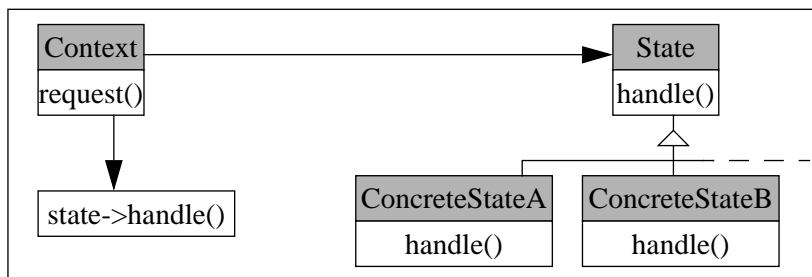 Context
request()
state->handle()
State
handle()
ConcreteStateA
handle()
ConcreteStateB
handle()